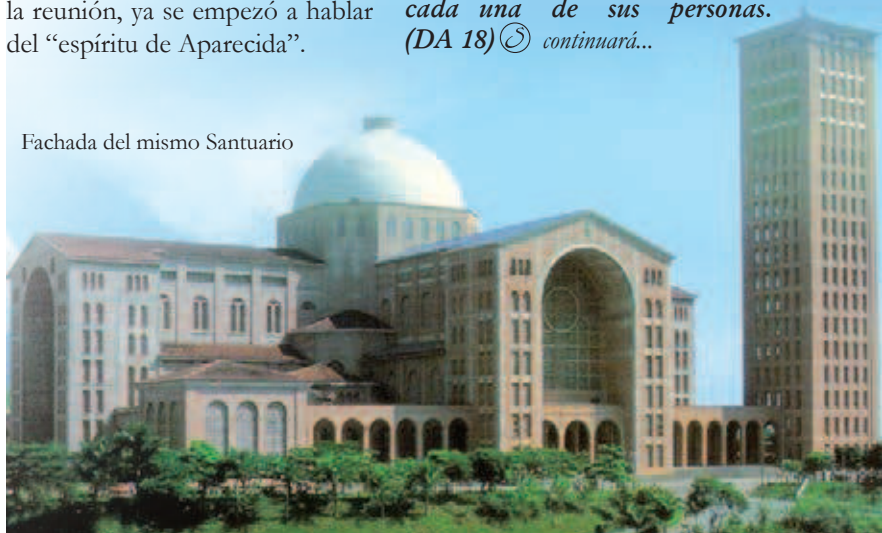 la reunión, ya se empezó a hablar
del “espíritu de Aparecida”.
cada una de sus personas.
(DA 18) continuará...
Fachada del mismo Santuario